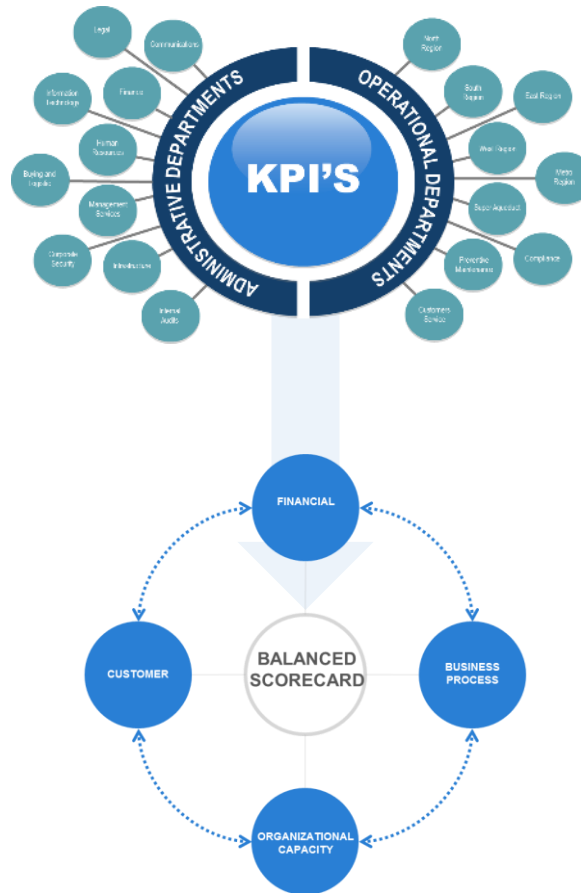 Legal
Communications
Information
Technology
Finance
Human
Resources
Buying and
Logistic
Management
Services
Corporate
Security
Infraestructure
Internal
Audits
ADMINISTRATIVE DEPARTMENTS
KPI'S
OPERATIONAL DEPARTMENTS
North
Region
South
Region
East Region
West Region
Metro
Region
Super Aqueduct
Compliance
Preventive
Maintenance
Customers
Service
FINANCIAL
CUSTOMER
BALANCED
SCORECARD
BUSINESS
PROCESS
ORGANIZATIONAL
CAPACITY